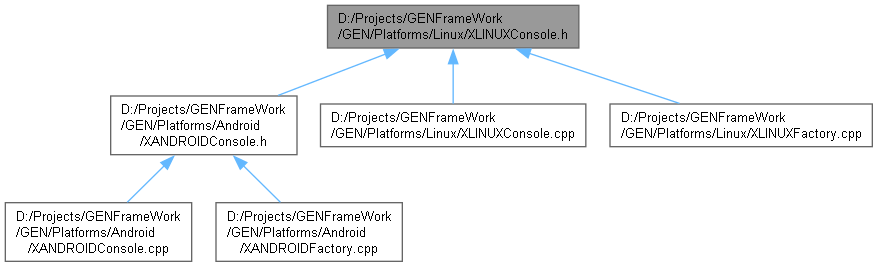 D:/Projects/GENFrameWork
/GEN/Platforms/Linux/XLINUXConsole.h
D:/Projects/GENFrameWork
/GEN/Platforms/Android
/XANDROIDConsole.h
D:/Projects/GENFrameWork
/GEN/Platforms/Linux/XLINUXConsole.cpp
D:/Projects/GENFrameWork
/GEN/Platforms/Linux/XLINUXFactory.cpp
D:/Projects/GENFrameWork
/GEN/Platforms/Android
/XANDROIDConsole.cpp
D:/Projects/GENFrameWork
/GEN/Platforms/Android
/XANDROIDFactory.cpp